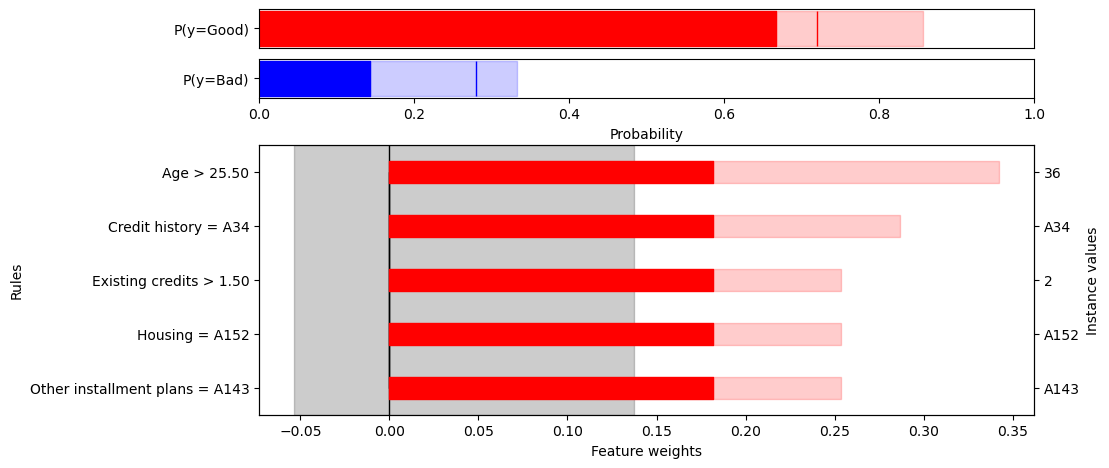 P(y=Good)
P(y=Bad)
0.0 0.2 0.4 0.6 0.8 1.0
Probability
Age > 25.50 36
Credit history = A34 A34
Existing credits > 1.50 2
Housing = A152 A152
Other installment plans = A143 A143
Rules
Instance values
−0.05 0.00 0.05 0.10 0.15 0.20 0.25 0.30 0.35
Feature weights